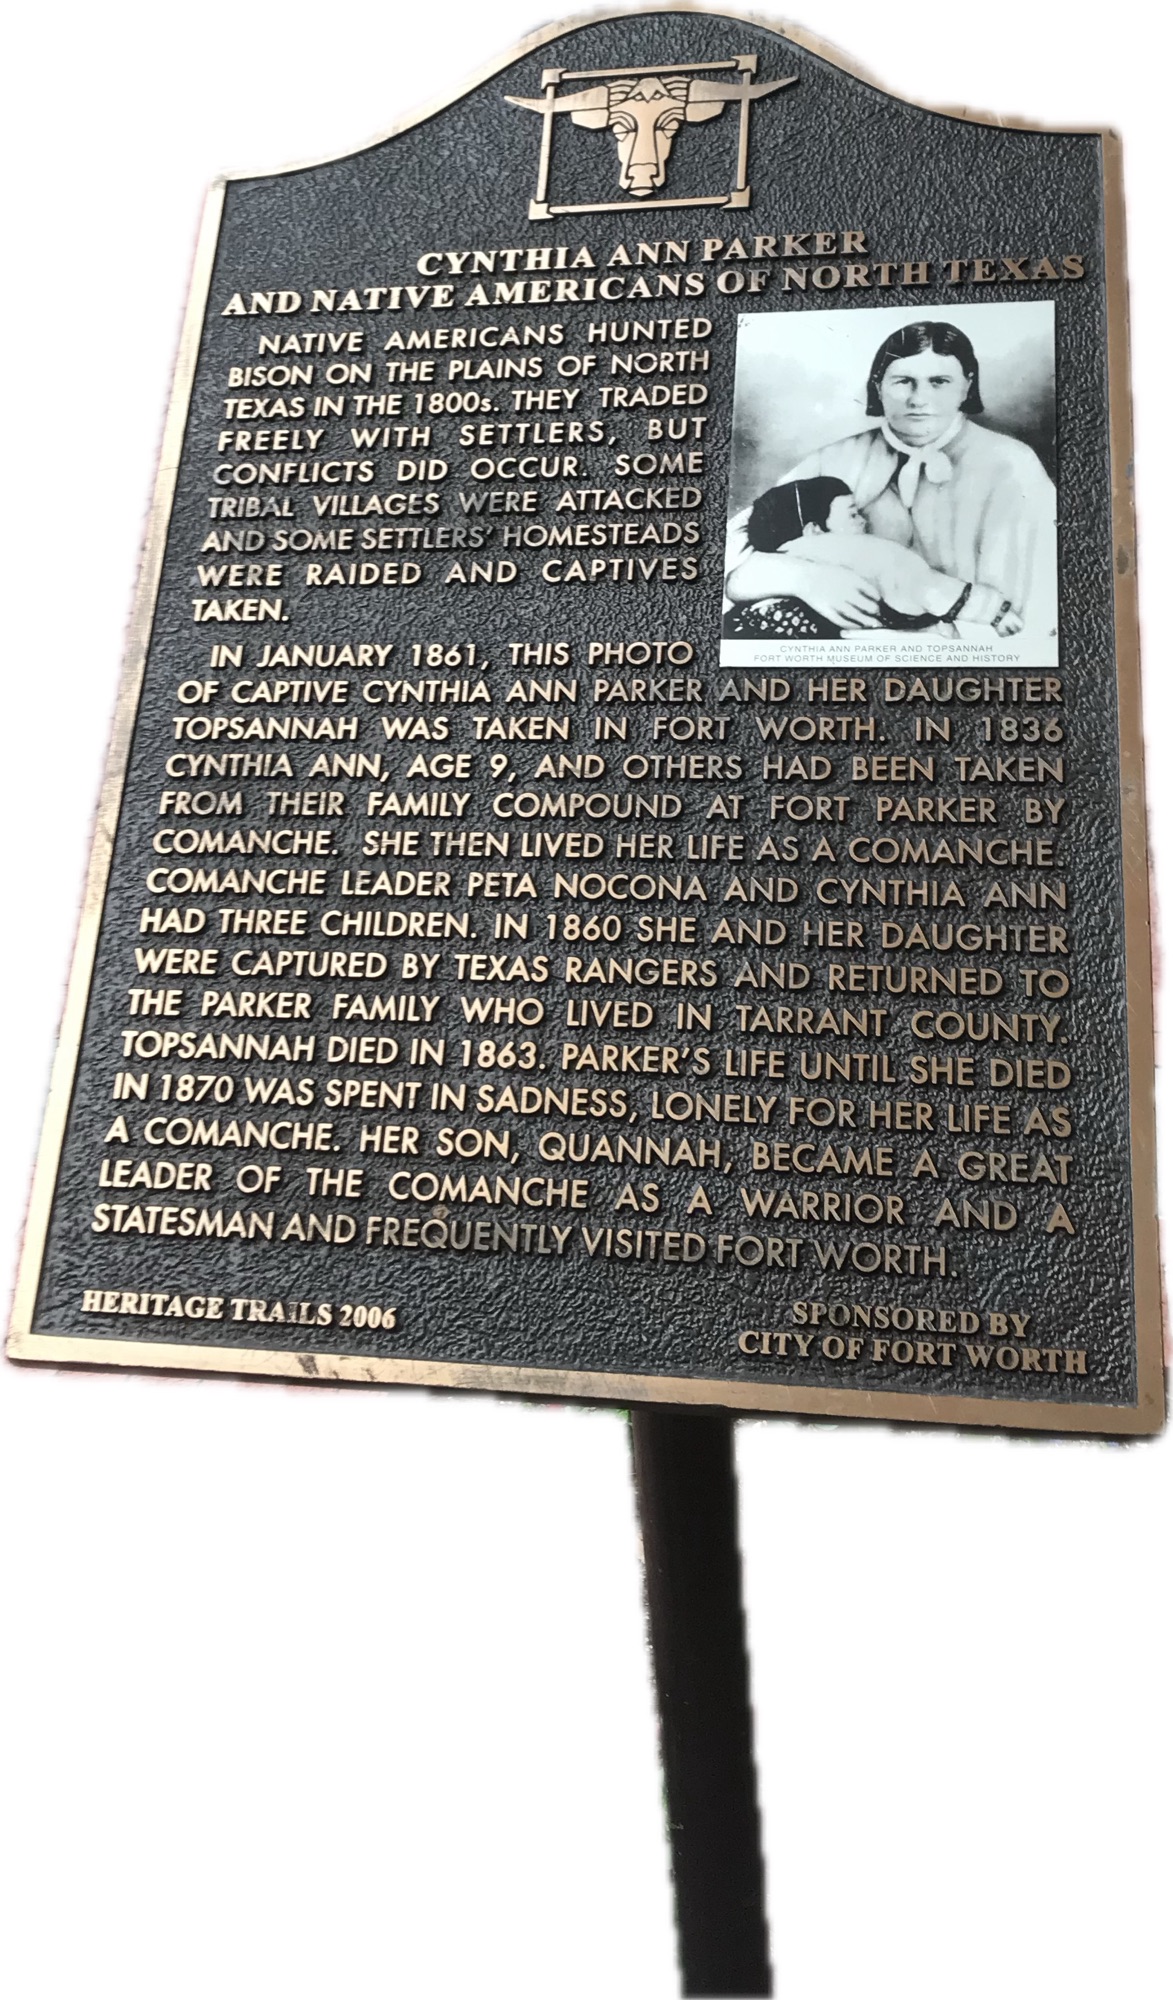 CYNTHIA ANN PARKER
AND NATIVE AMERICANS OF NORTH TEXAS
NATIVE AMERICANS HUNTED
BISON ON THE PLAINS OF NORTH
TEXAS IN THE 1800s. THEY TRADED
FREELY WITH SETTLERS, BUT
CONFLICTS DID OCCUR. SOME
TRIBAL VILLAGES WERE ATTACKED
AND SOME SETTLERS' HOMESTEADS
WERE RAIDED AND CAPTIVES
TAKEN.
CYNTHIA ANN PARKER AND TOPSANNAH
FORT WORTH MUSEUM OF SCIENCE AND HISTORY
IN JANUARY 1861, THIS PHOTO
OF CAPTIVE CYNTHIA ANN PARKER AND HER DAUGHTER
TOPSANNAH WAS TAKEN IN FORT WORTH. IN 1836
CYNTHIA ANN, AGE 9, AND OTHERS HAD BEEN TAKEN
FROM THEIR FAMILY COMPOUND AT FORT PARKER BY
COMANCHE. SHE THEN LIVED HER LIFE AS A COMANCHE.
COMANCHE LEADER PETA NOCONA AND CYNTHIA ANN
HAD THREE CHILDREN. IN 1860 SHE AND HER DAUGHTER
WERE CAPTURED BY TEXAS RANGERS AND RETURNED TO
THE PARKER FAMILY WHO LIVED IN TARRANT COUNTY.
TOPSANNAH DIED IN 1863. PARKER'S LIFE UNTIL SHE DIED
IN 1870 WAS SPENT IN SADNESS, LONELY FOR HER LIFE AS
A COMANCHE. HER SON, QUANNAH, BECAME A GREAT
LEADER OF THE COMANCHE AS A WARRIOR AND A
STATESMAN AND FREQUENTLY VISITED FORT WORTH.
HERITAGE TRAILS 2006
SPONSORED BY
CITY OF FORT WORTH